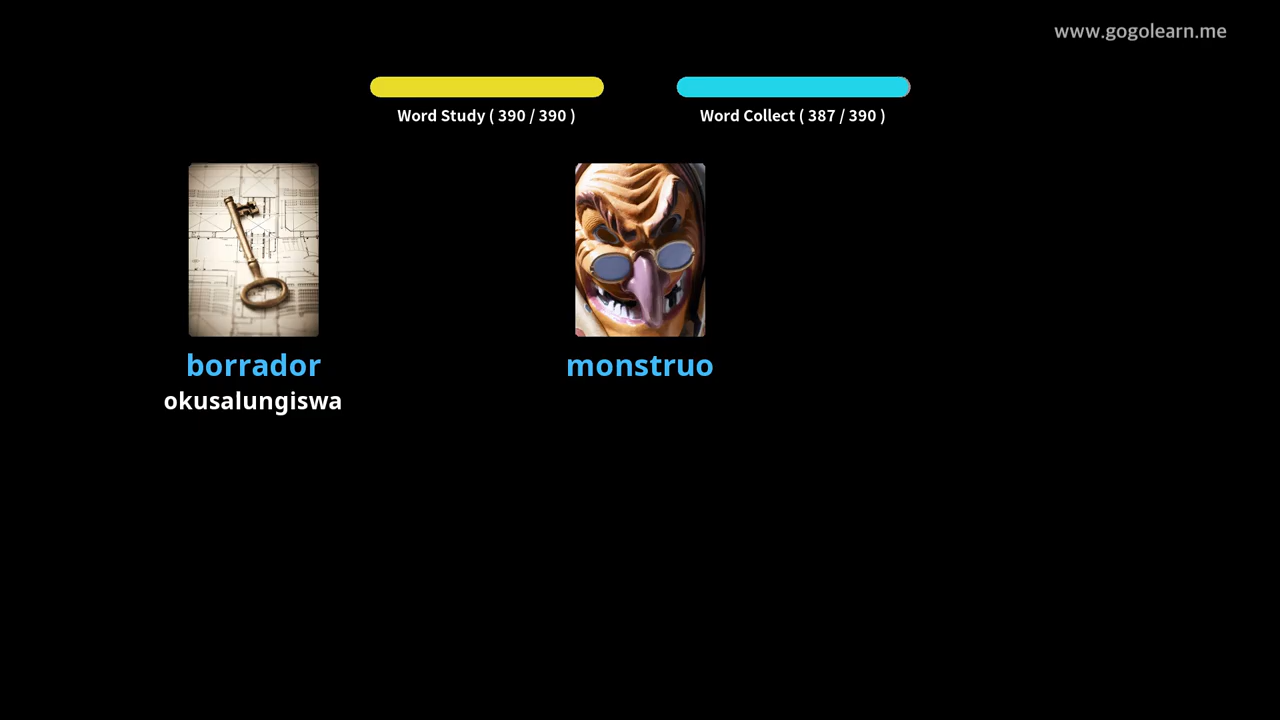 www.gogolearn.me
Word Study ( 390 / 390 )
Word Collect ( 387 / 390 )
borrador
okusalungiswa
monstruo